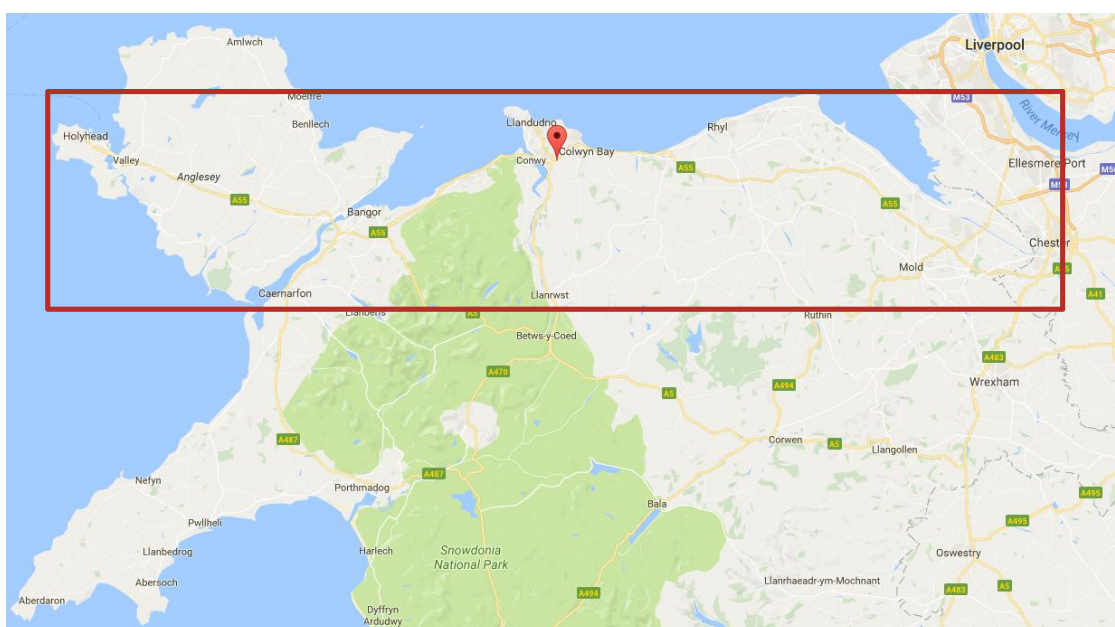 Amlwch
Liverpool
Moelfre
M53
River Mersey
Benllech
Llandudno
Rhyl
Holyhead
Valley
Conwy
Colwyn Bay
Ellesmere Port
A55
Anglesey
A55
Bangor
A55
A55
Chester
Mold
Caernarfon
Llanrwst
A41
Llanberis
A5
Ruthin
Betws-y-Coed
A483
A470
A5
A494
Wrexham
A487
Corwen
A5
Llangollen
Nefyn
Porthmadog
A487
Bala
A495
Pwllheli
A495
Llanbedrog
Harlech
Snowdonia
National Park
Oswestry
Abersoch
Llanrhaeadr-ym-Mochnant
A483
A5
Aberdaron
A494
Dyffryn
Ardudwy